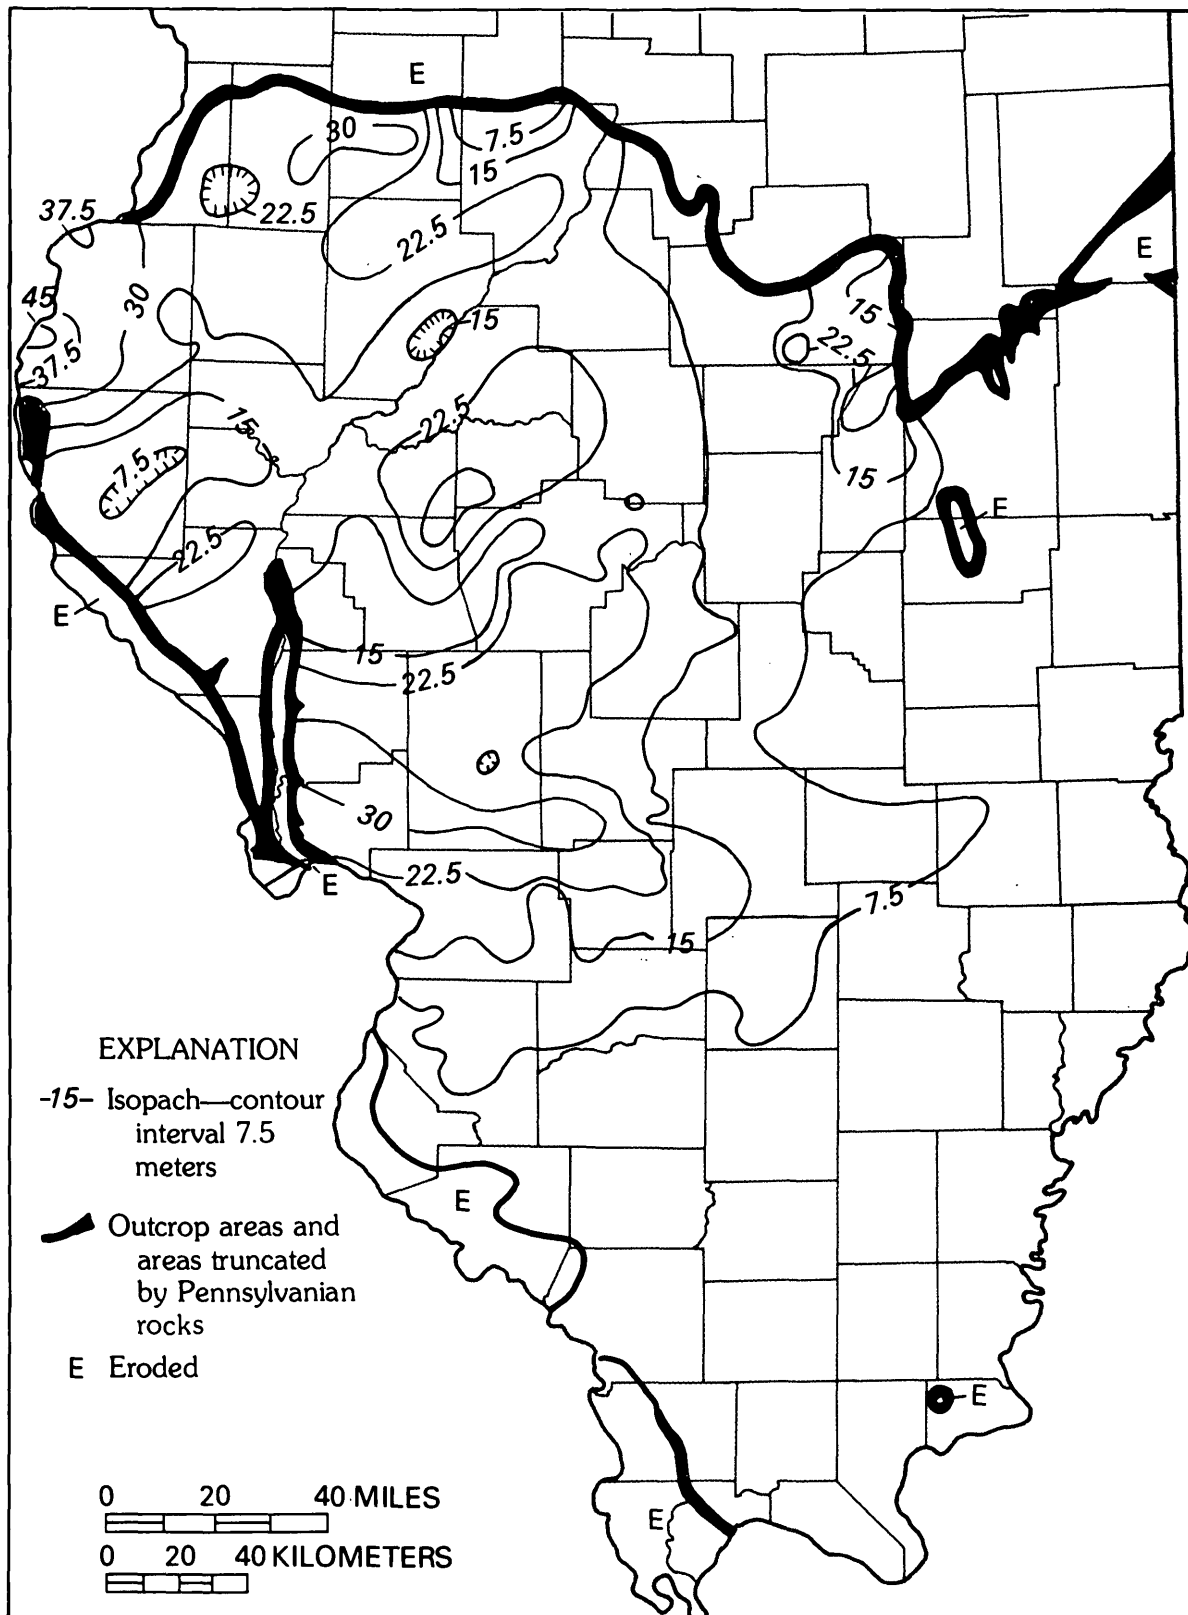 E
30
7.5
15
22.5
37.5
22.5
E
30
45
15
15
22.5
37.5
22.5
15
7.5
15
E
22.5
E
15
22.5
30
22.5
E
7.5
15
EXPLANATION
-15- Isopach—contour
interval 7.5
meters
Outcrop areas and
areas truncated
by Pennsylvanian
rocks
E Eroded
E
E
E
0 20 40 MILES
0 20 40 KILOMETERS